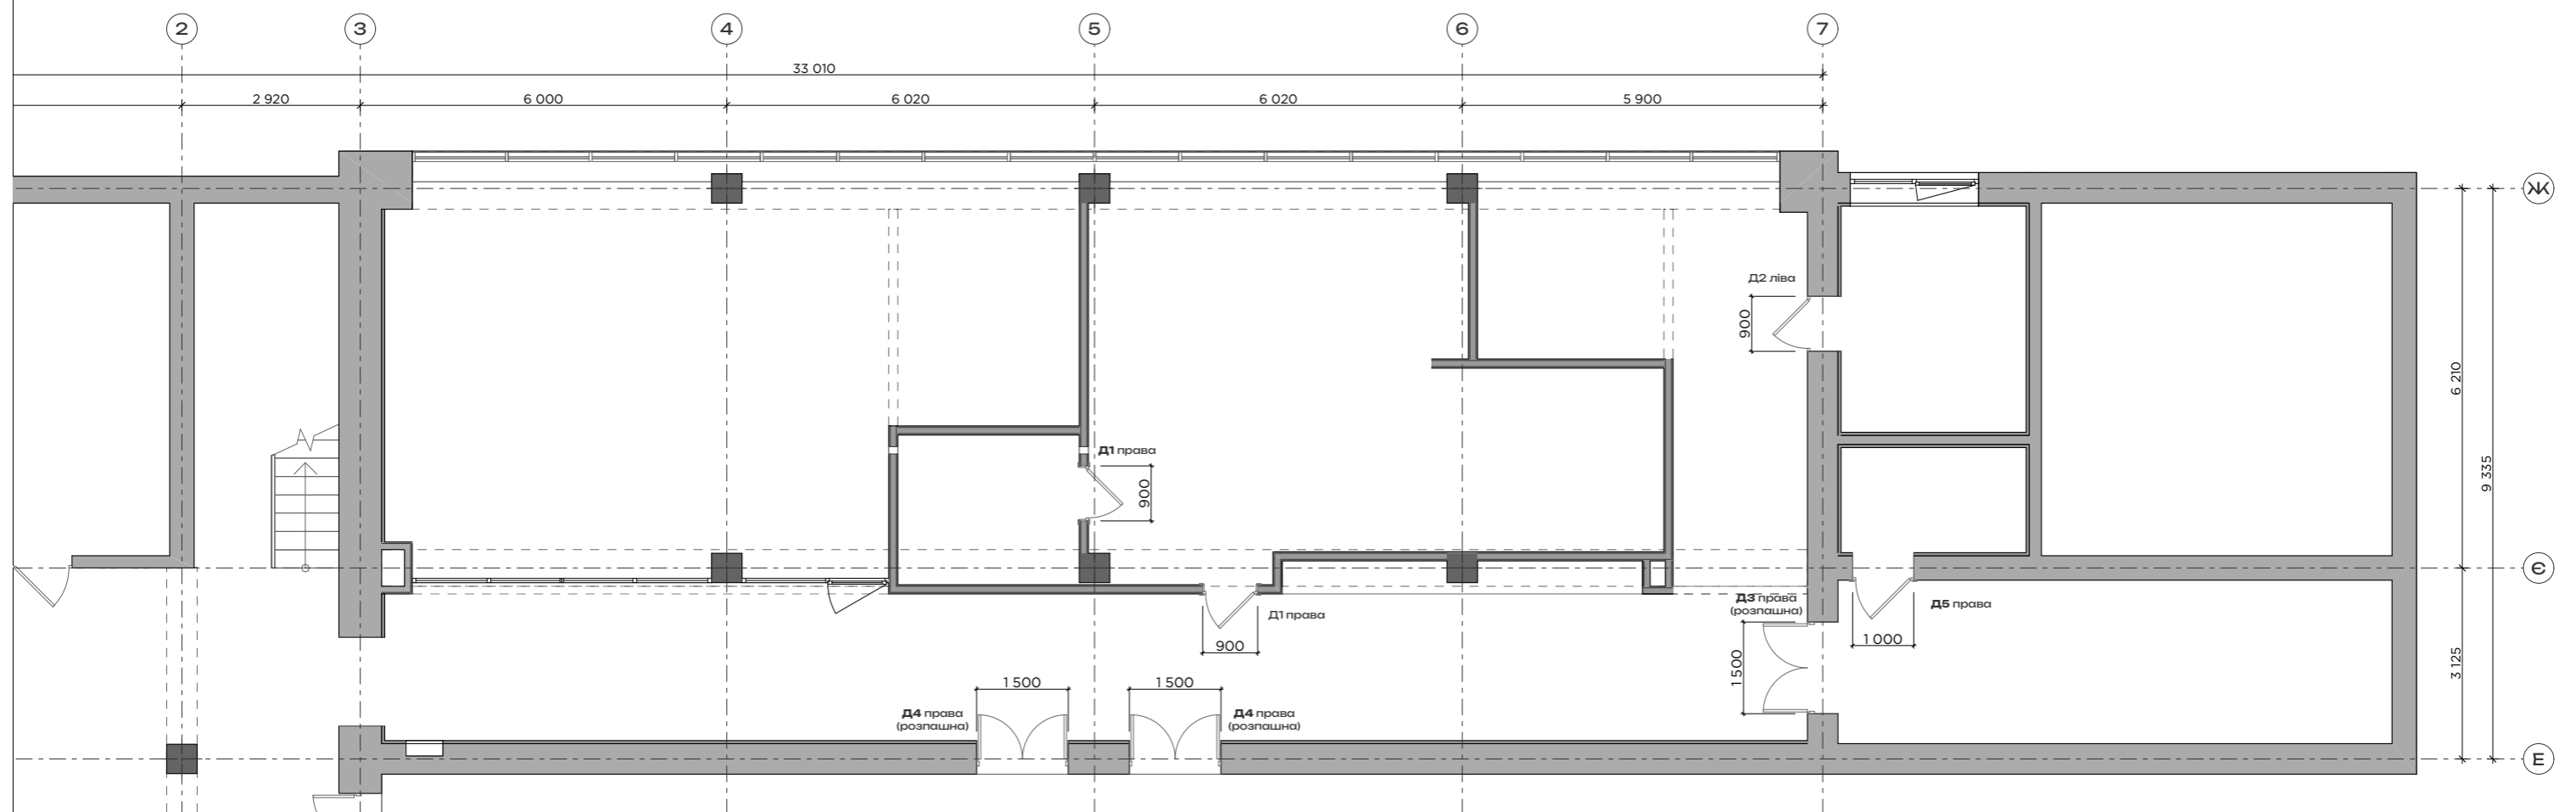 2 3 4 5 6 7
33 010
2 920 6 000 6 020 6 020 5 900
Ж
Д2 ліва
900
6 210
9 335
Д1 права
900
Є
Д3 права
(розпашна)
Д5 права
Д1 права
900
1 000
1 500
3 125
1 500 1 500
Д4 права
(розпашна)
Д4 права
(розпашна)
Е